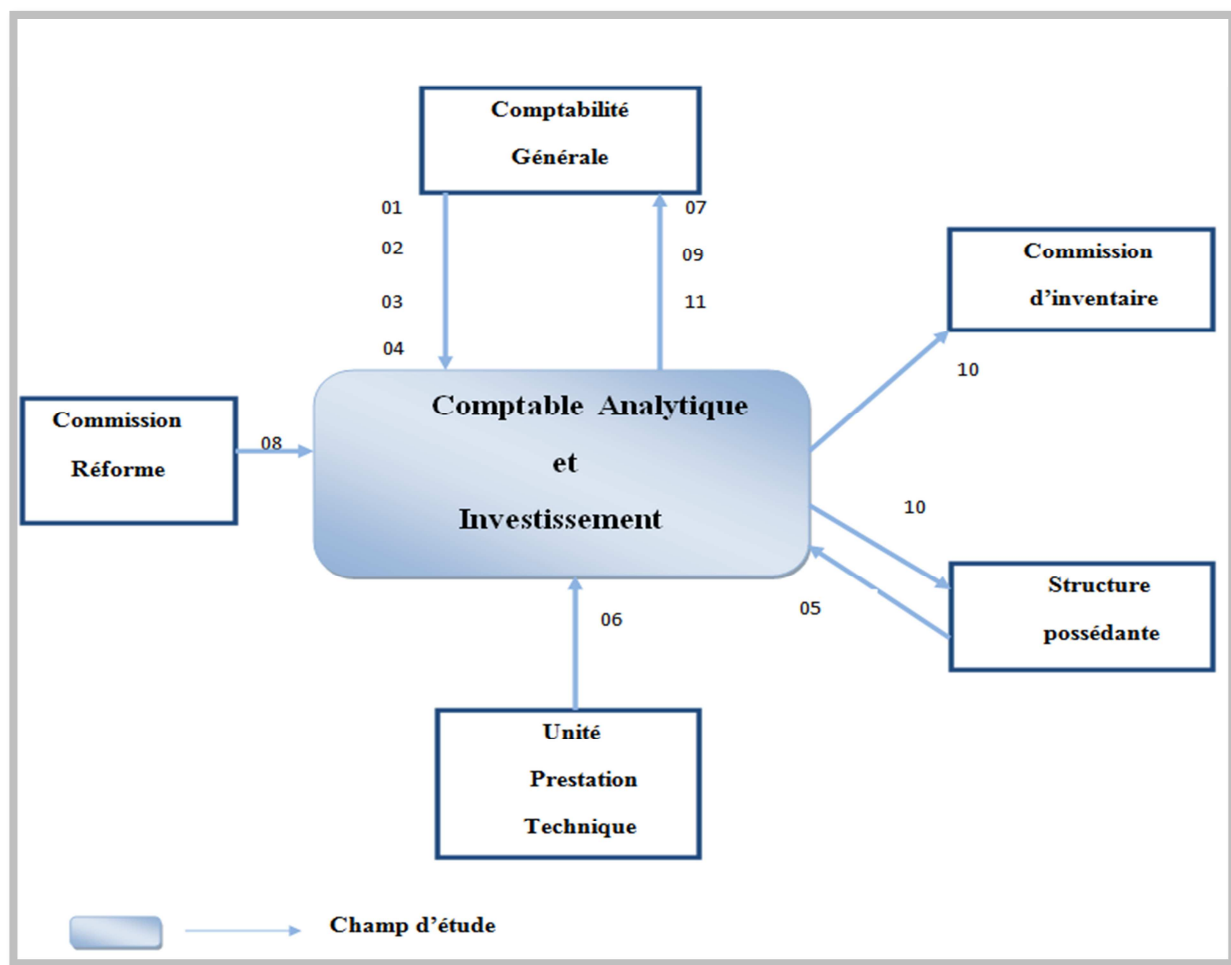 Comptabilité
Générale
01
07
02
09
03
11
04
Commission
d'inventaire
10
Commission
Réforme
08
Comptable Analytique
et
Investissement
10
05
06
Structure
possédante
Unité
Prestation
Technique
Champ d'étude